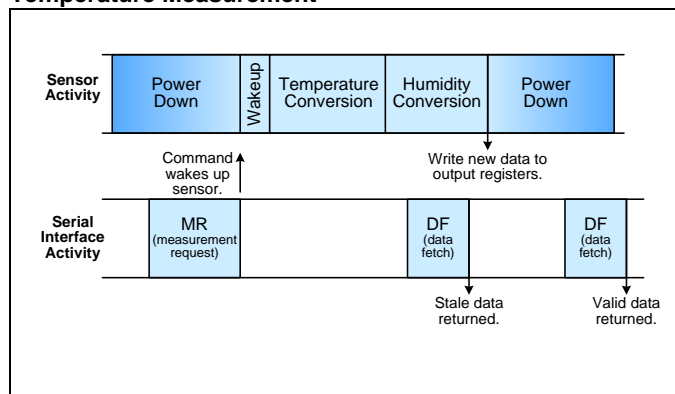 Temperature Measurement
Sensor
Activity
Power
Down
Wakeup
Temperature
Conversion
Humidity
Conversion
Power
Down
Command
wakes up
sensor.
Write new data to
output registers.
Serial
Interface
Activity
MR
(measurement
request)
DF
(data
fetch)
DF
(data
fetch)
Stale data
returned.
Valid data
returned.